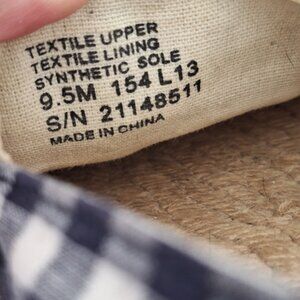 TEXTILE UPPER
TEXTILE LINING
SYNTHETIC SOLE
9.5M 154 L13
S/N 21148511
MADE IN CHINA